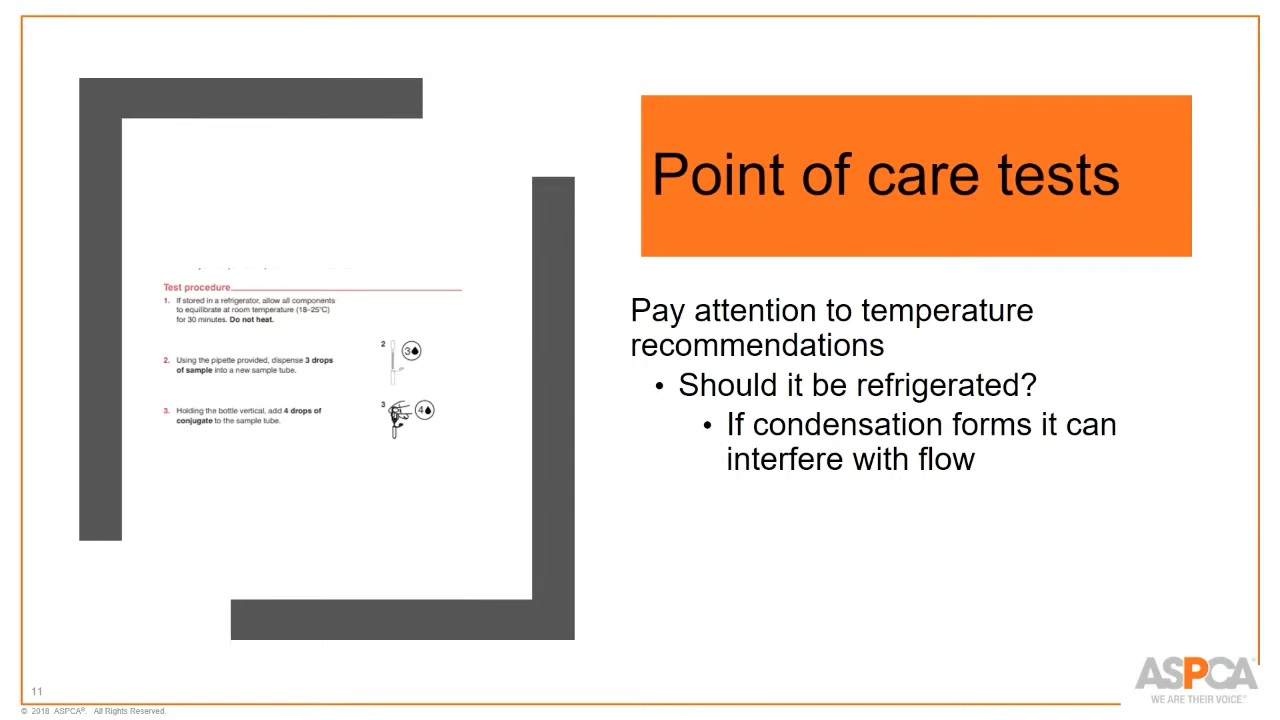 Point of care tests
Test procedure
1. If stored in a refrigerator, allow all components
to equilibrate at room temperature (18–25°C)
for 30 minutes. Do not heat.
2. Using the pipette provided, dispense 3 drops
of sample into a new sample tube.
2
3
3. Holding the bottle vertical, add 4 drops of
conjugate to the sample tube.
3
4
Pay attention to temperature
recommendations
• Should it be refrigerated?
• If condensation forms it can
interfere with flow
11
© 2018 ASPCA®. All Rights Reserved.
ASPCA®
WE ARE THEIR VOICE.®